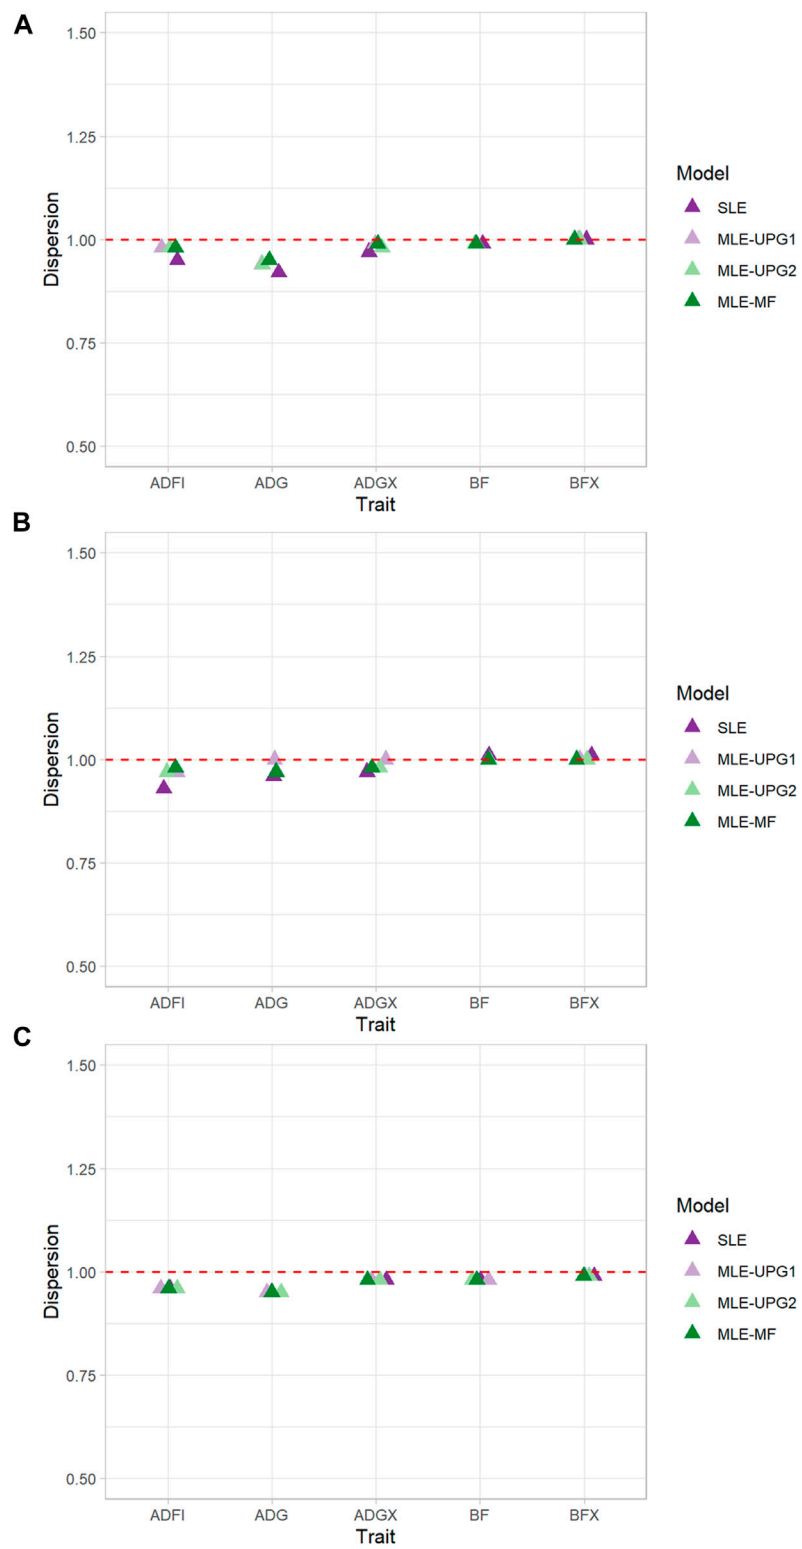 A
1.50
1.25
1.00
0.75
0.50
Dispersion
ADFI ADG ADGX BF BFX
Trait
Model
SLE
MLE-UPG1
MLE-UPG2
MLE-MF
B
1.50
1.25
1.00
0.75
0.50
Dispersion
ADFI ADG ADGX BF BFX
Trait
Model
SLE
MLE-UPG1
MLE-UPG2
MLE-MF
C
1.50
1.25
1.00
0.75
0.50
Dispersion
ADFI ADG ADGX BF BFX
Trait
Model
SLE
MLE-UPG1
MLE-UPG2
MLE-MF